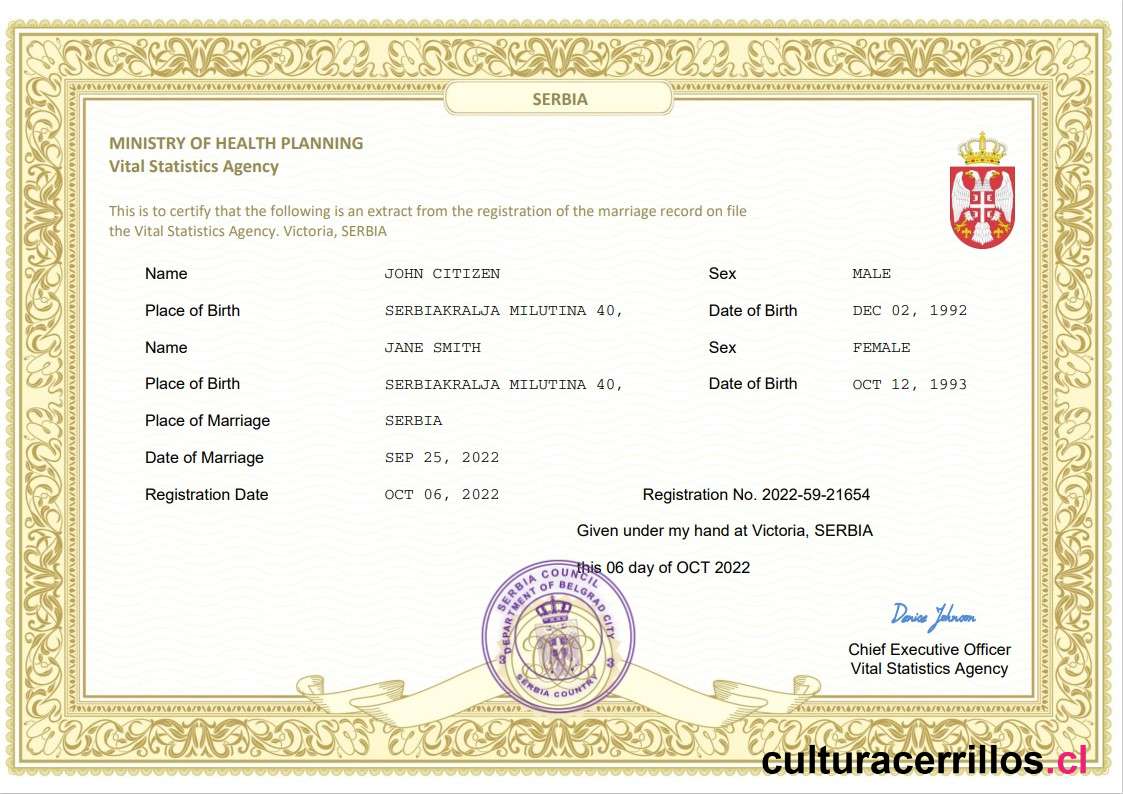 SERBIA
MINISTRY OF HEALTH PLANNING
Vital Statistics Agency
This is to certify that the following is an extract from the registration of the marriage record on file
the Vital Statistics Agency. Victoria, SERBIA
Name JOHN CITIZEN Sex MALE
Place of Birth SERBIAKRALJA MILUTINA 40, Date of Birth DEC 02, 1992
Name JANE SMITH Sex FEMALE
Place of Birth SERBIAKRALJA MILUTINA 40, Date of Birth OCT 12, 1993
Place of Marriage SERBIA
Date of Marriage SEP 25, 2022
Registration Date OCT 06, 2022 Registration No. 2022-59-21654
Given under my hand at Victoria, SERBIA
this 06 day of OCT 2022
SERBIA COUNCIL
DEPARTMENT OF BELGRAD CITY
3 3
SERBIA COUNTRY
Denise Johnson
Chief Executive Officer
Vital Statistics Agency
culturacerrillos.cl